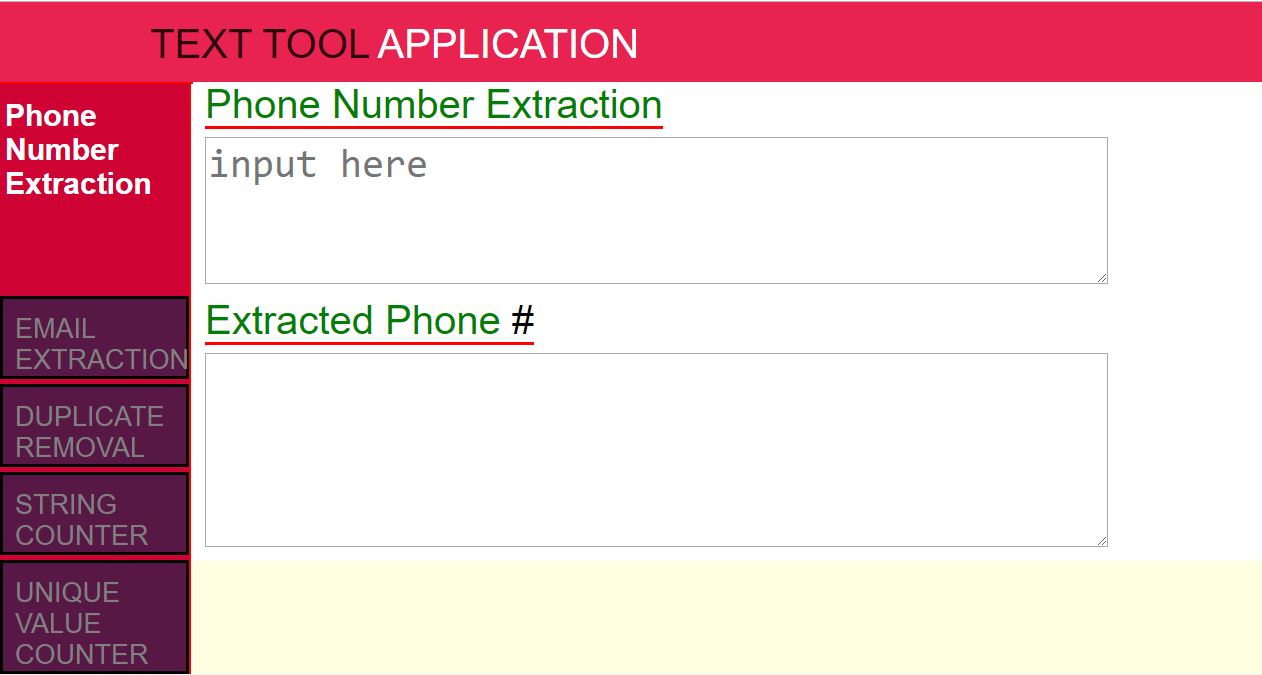 TEXT TOOL APPLICATION
Phone
Number
Extraction
EMAIL
EXTRACTION
DUPLICATE
REMOVAL
STRING
COUNTER
UNIQUE
VALUE
COUNTER
Phone Number Extraction
input here
Extracted Phone #